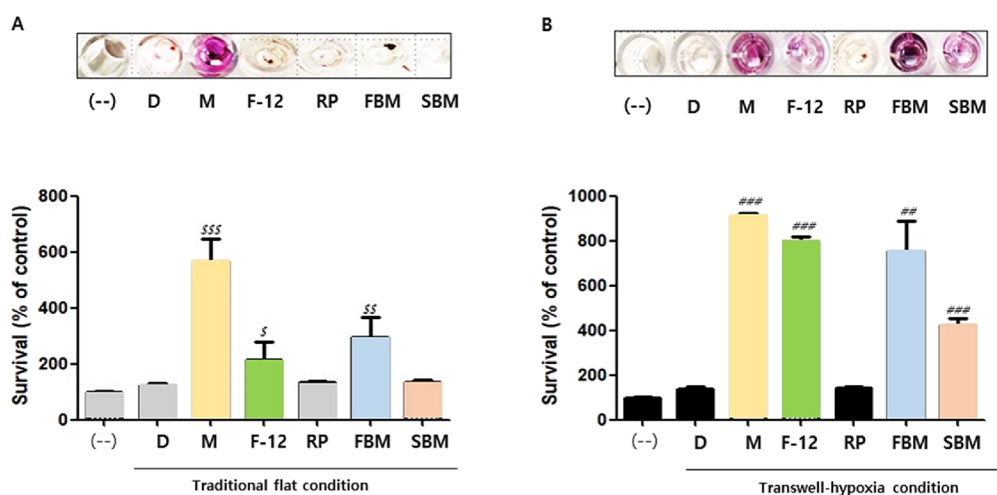 A
(--) D M F-12 RP FBM SBM
Survival (% of control)
800
600
400
200
0
$$$
$
$$
(--) D M F-12 RP FBM SBM
Traditional flat condition
B
(--) D M F-12 RP FBM SBM
Survival (% of control)
1000
800
600
400
200
0
###
###
##
###
(--) D M F-12 RP FBM SBM
Transwell-hypoxia condition